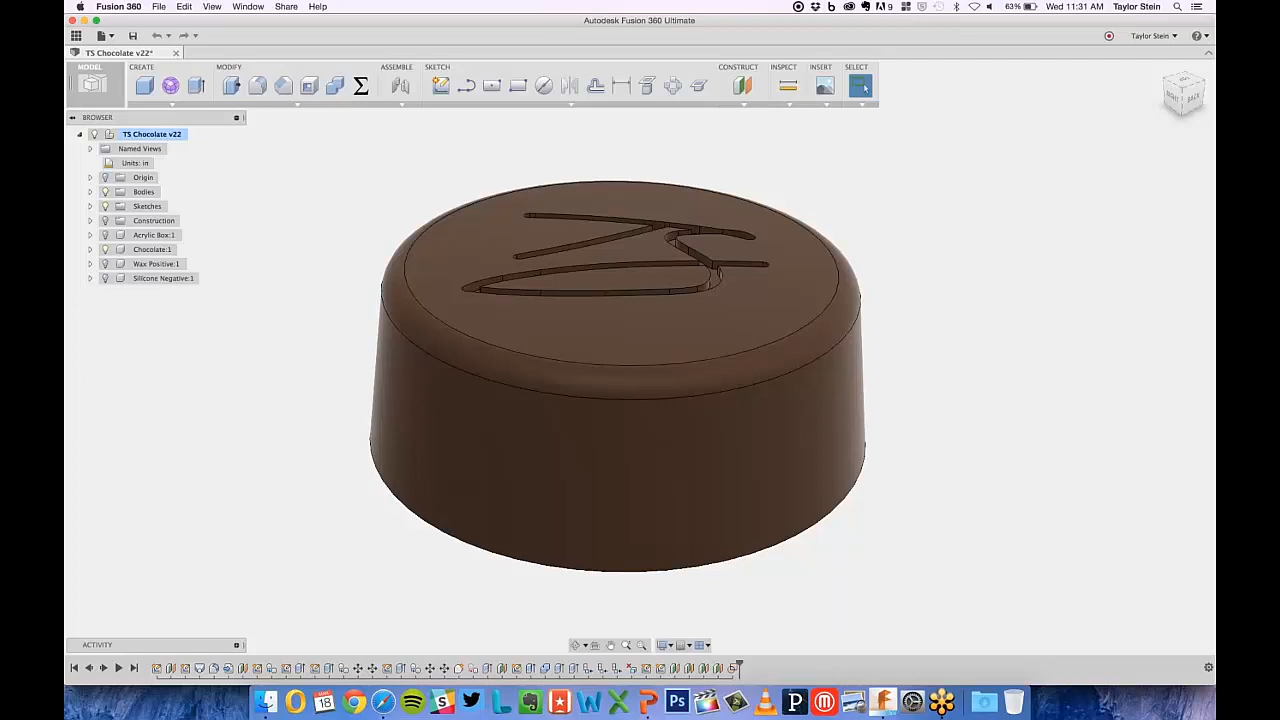 Fusion 360 File Edit View Window Share Help 9 63% Wed 11:31 AM Taylor Stein
Autodesk Fusion 360 Ultimate
Taylor Stein
TS Chocolate v22*
MODEL CREATE MODIFY ASSEMBLE SKETCH CONSTRUCT INSPECT INSERT SELECT
BROWSER
TS Chocolate v22
Named Views
Units: in
Origin
Bodies
Sketches
Construction
Acrylic Box:1
Chocolate:1
Wax Positive:1
Silicone Negative:1
ACTIVITY
18